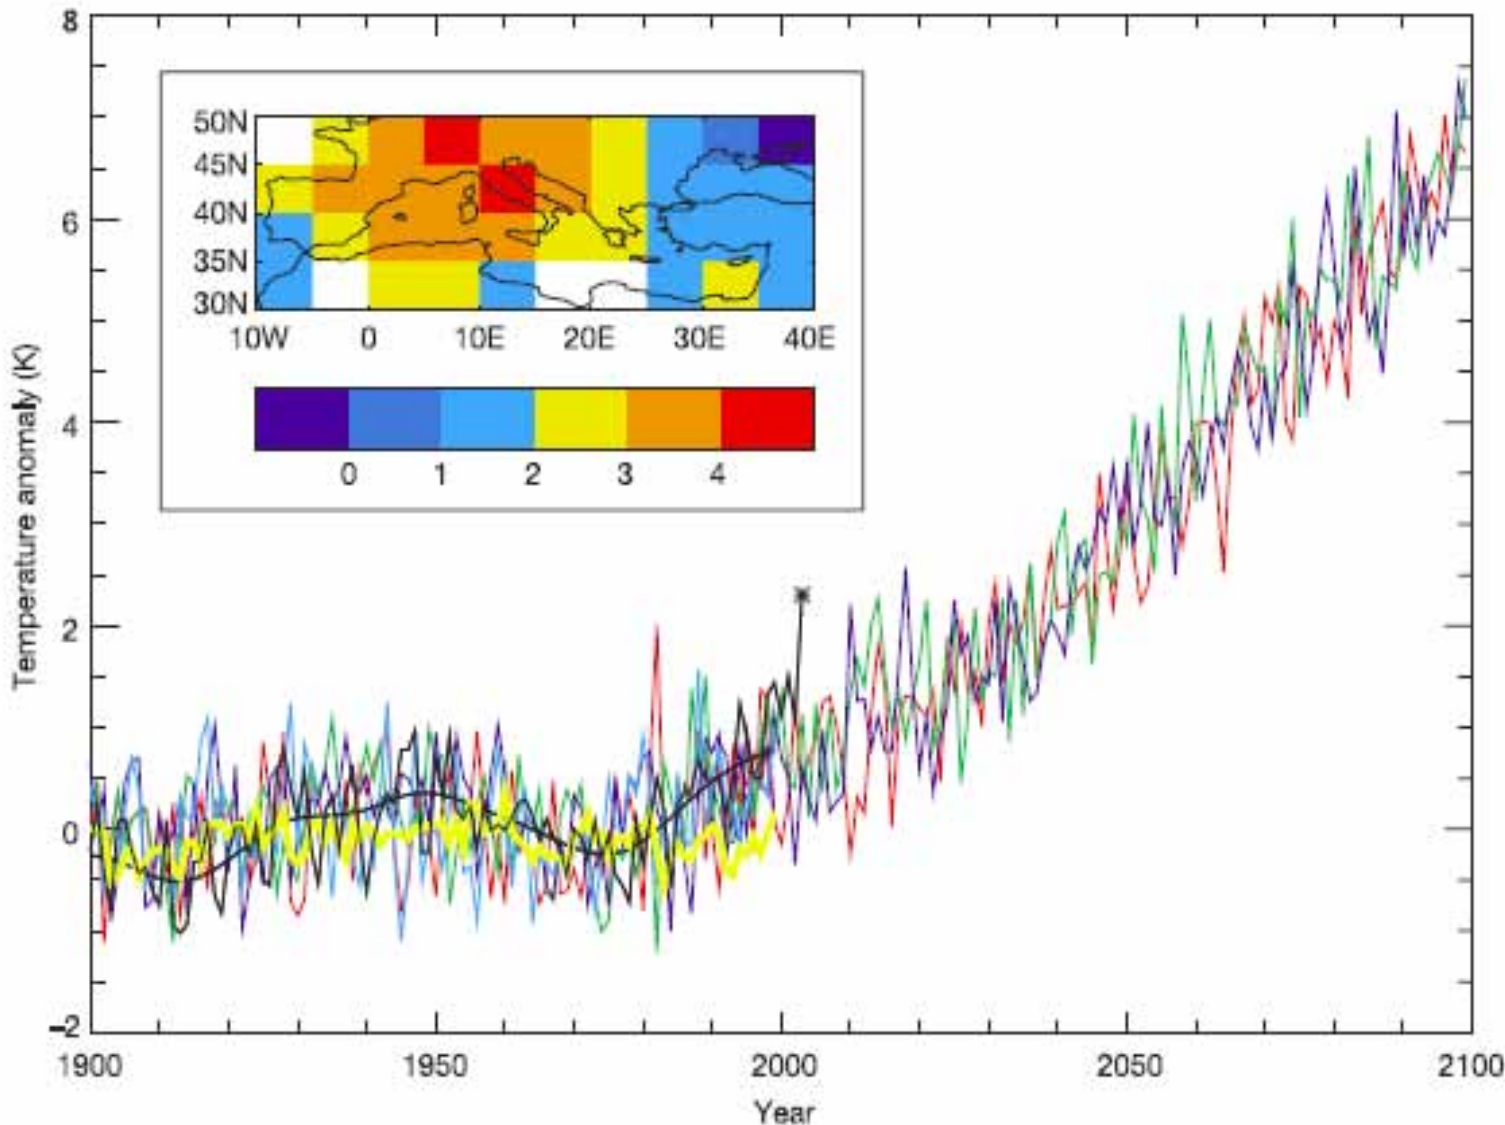 8
6
4
2
0
–2
Temperature anomaly (K)
50N
45N
40N
35N
30N
10W 0 10E 20E 30E 40E
0 1 2 3 4
1900 1950 2000 2050 2100
Year